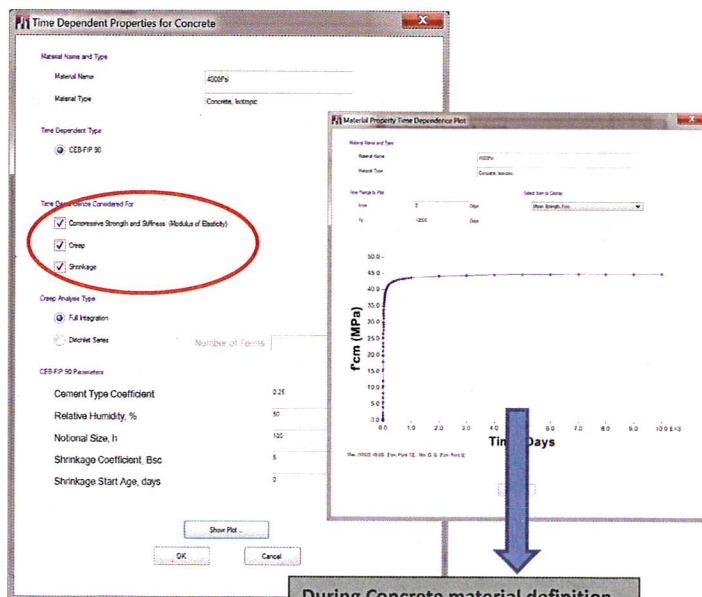 Time Dependent Properties for Concrete
Material Name and Type
Material Name
4000Psi
Material Type
Concrete, Isotropic
Time Dependent Type
CEB-FIP 90
Time Dependence Considered For
Compressive Strength and Stiffness (Modulus of Elasticity)
Creep
Shrinkage
Creep Analysis Type
Full Integration
Dirichlet Series
Number of Terms
CEB-FIP 90 Parameters
Cement Type Coefficient
0.25
Relative Humidity, %
50
Notional Size, h
Shrinkage Coefficient, Bsc
5
Shrinkage Start Age, days
0
Show Plot ..
OK
Cancel
Material Property Time Dependence Plot
Material Name and Type
Material Name
4000Psi
Material Type
Concrete, Isotropic
Time Range to Plot
Select Item to Display
From
Days
To
Days
f'cm (MPa)
50.0
45.0
40.0
35.0
30.0
25.0
20.0
15.0
10.0
5.0
0.0
0.0 1.0 2.0 3.0 4.0 6.0 7.0 8.0 9.0 10.0 E+3
Days
During Concrete material definition